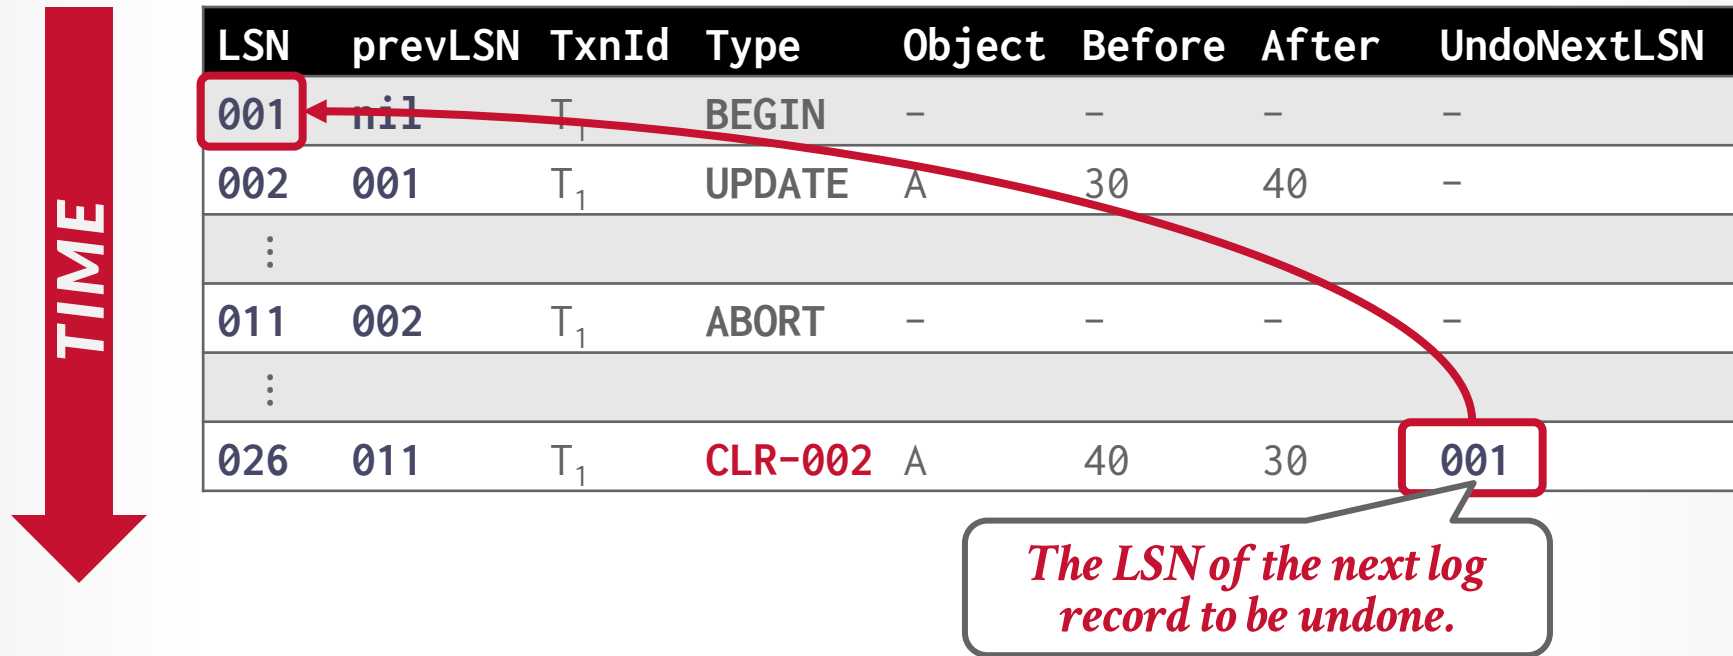 LSN prevLSN TxnId Type Object Before After UndoNextLSN
001 nil T1 BEGIN - - - -
002 001 T1 UPDATE A 30 40 -
⋮
011 002 T1 ABORT - - - -
⋮
026 011 T1 CLR-002 A 40 30 001
TIME
The LSN of the next log
record to be undone.